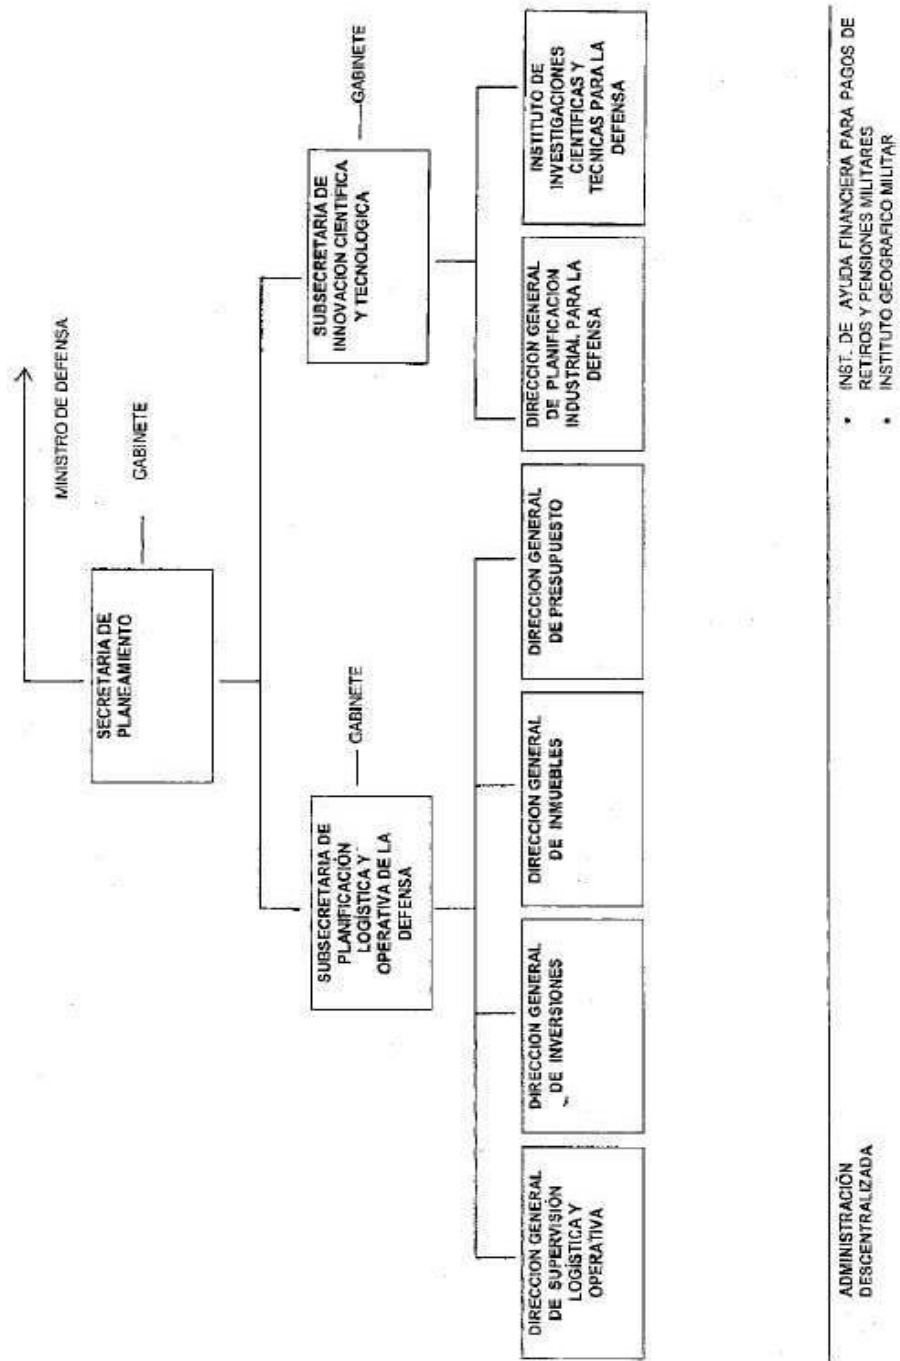 MINISTRO DE DEFENSA
SECRETARIA DE
PLANEAMIENTO
GABINETE
SUBSECRETARIA DE
PLANIFICACIÓN
LOGÍSTICA Y
OPERATIVA DE LA
DEFENSA
GABINETE
SUBSECRETARIA DE
INNOVACION CIENTIFICA
Y TECNOLOGICA
GABINETE
DIRECCION GENERAL
DE SUPERVISIÓN
LOGÍSTICA Y
OPERATIVA
DIRECCION GENERAL
DE INVERSIONES
DIRECCION GENERAL
DE INMUEBLES
DIRECCION GENERAL
DE PRESUPUESTO
DIRECCION GENERAL
DE PLANIFICACION
INDUSTRIAL PARA LA
DEFENSA
INSTITUTO DE
INVESTIGACIONES
CIENTIFICAS Y
TECNICAS PARA LA
DEFENSA
ADMINISTRACIÓN
DESCENTRALIZADA
• INST. DE AYUDA FINANCIERA PARA PAGOS DE
RETIROS Y PENSIONES MILITARES
• INSTITUTO GEOGRAFICO MILITAR